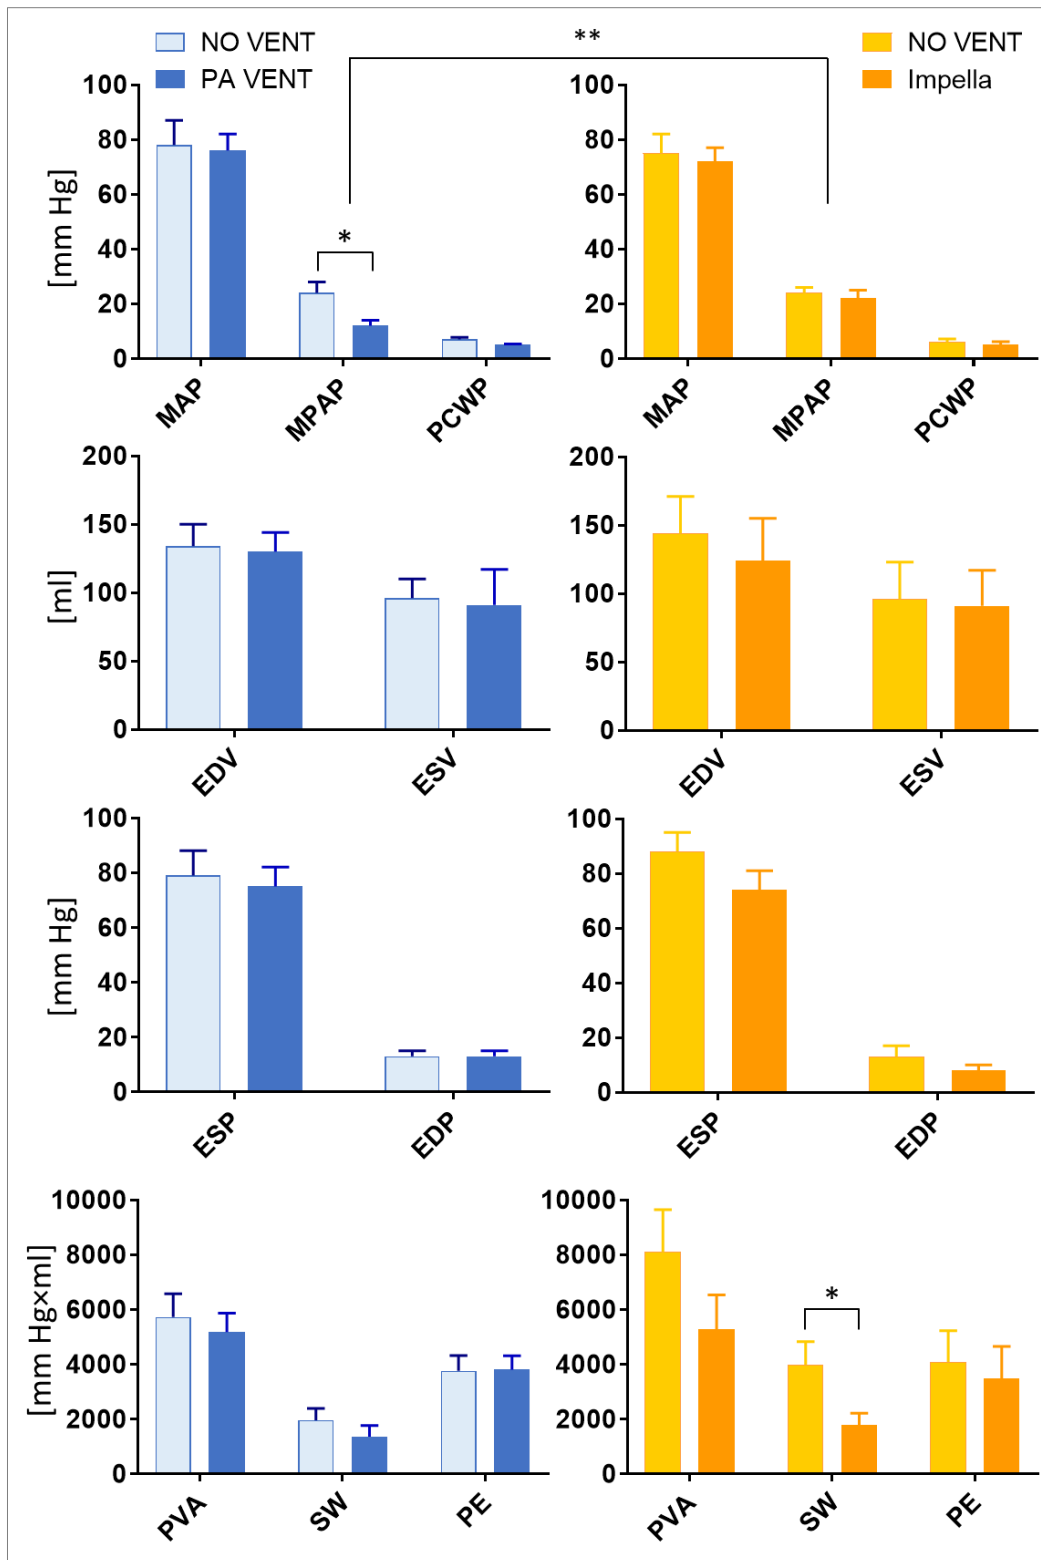 NO VENT
PA VENT
**
NO VENT
Impella
[mm Hg]
100
80
60
40
20
0
*
MAP
MPAP
PCWP
100
80
60
40
20
0
MAP
MPAP
PCWP
[ml]
200
150
100
50
0
EDV
ESV
200
150
100
50
0
EDV
ESV
[mm Hg]
100
80
60
40
20
0
ESP
EDP
100
80
60
40
20
0
ESP
EDP
[mm Hg×ml]
10000
8000
6000
4000
2000
0
PVA
SW
PE
10000
8000
6000
4000
2000
0
*
PVA
SW
PE